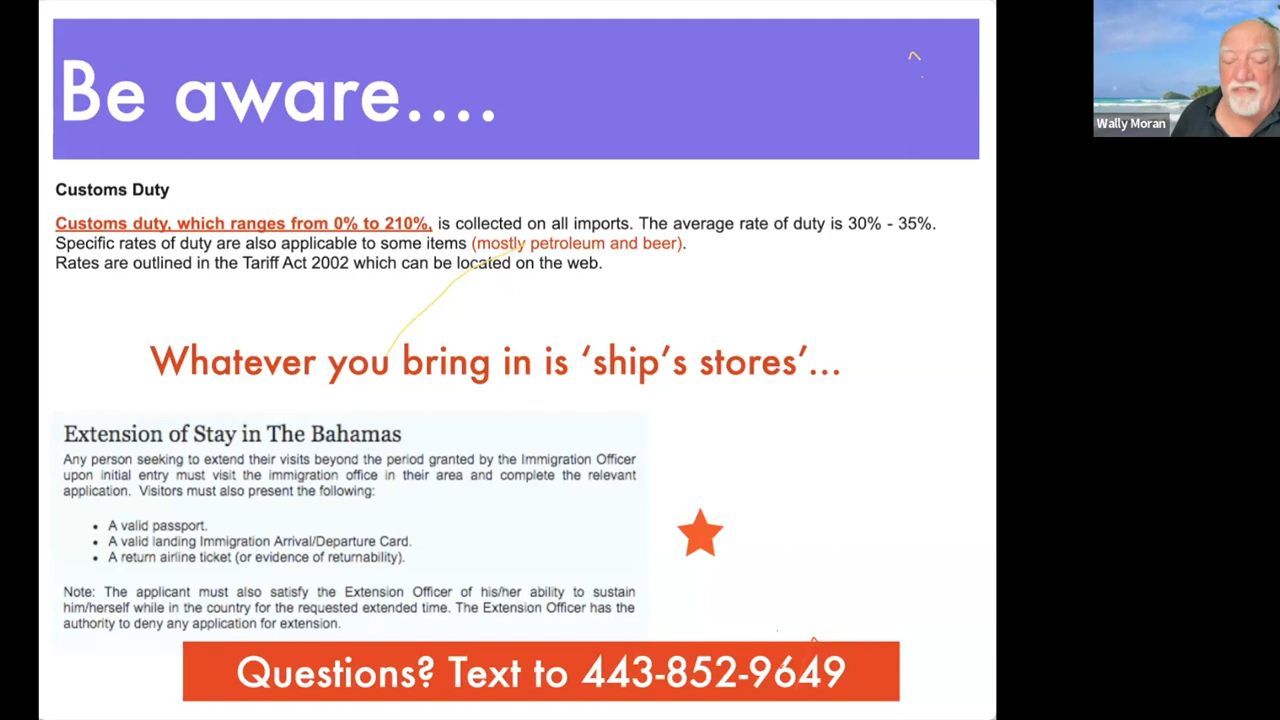 Be aware....
Wally Moran
Customs Duty
Customs duty, which ranges from 0% to 210%, is collected on all imports. The average rate of duty is 30% - 35%.
Specific rates of duty are also applicable to some items (mostly petroleum and beer).
Rates are outlined in the Tariff Act 2002 which can be located on the web.
Whatever you bring in is ‘ship’s stores’...
Extension of Stay in The Bahamas
Any person seeking to extend their visits beyond the period granted by the Immigration Officer
upon initial entry must visit the immigration office in their area and complete the relevant
application. Visitors must also present the following:
• A valid passport.
• A valid landing Immigration Arrival/Departure Card.
• A return airline ticket (or evidence of returnability).
Note: The applicant must also satisfy the Extension Officer of his/her ability to sustain
him/herself while in the country for the requested extended time. The Extension Officer has the
authority to deny any application for extension.
Questions? Text to 443-852-9649